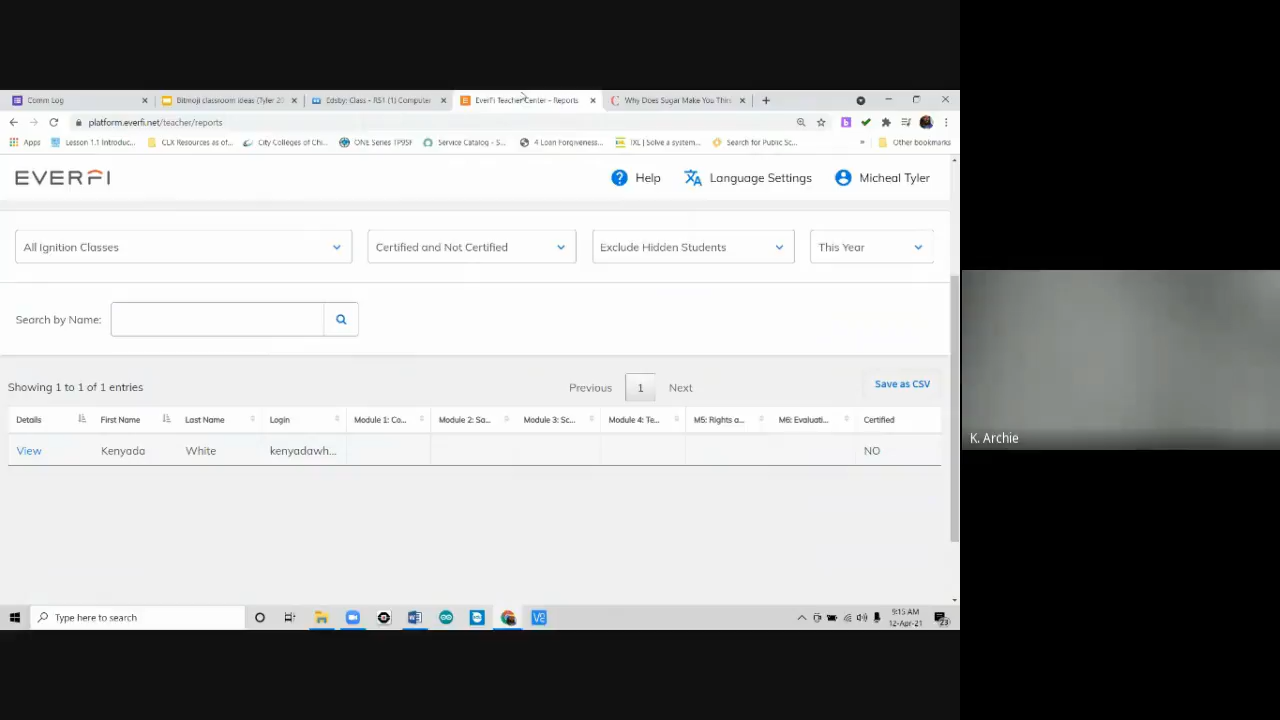 Comm Log
Bitmoji classroom ideas (Tyler 20
Edsby: Class - RS1 (1) Computer
EverFi Teacher Center - Reports
Why Does Sugar Make You Thin
platform.everfi.net/teacher/reports
Apps
Lesson 1.1 Introduc...
CLX Resources as of...
City Colleges of Chi...
ONE Series TP95F
Service Catalog - S...
4 Loan Forgiveness...
IXL | Solve a system...
Search for Public Sc...
»
Other bookmarks
EVERFI
Help
Language Settings
Micheal Tyler
All Ignition Classes
Certified and Not Certified
Exclude Hidden Students
This Year
Search by Name:
Showing 1 to 1 of 1 entries
Previous
1
Next
Save as CSV
Details First Name Last Name Login Module 1: Co... Module 2: Sa... Module 3: Sc... Module 4: Te... M5: Rights a... M6: Evaluati... Certified
View Kenyada White kenyadawh... NO
K. Archie
Type here to search
9:15 AM
12-Apr-21
23